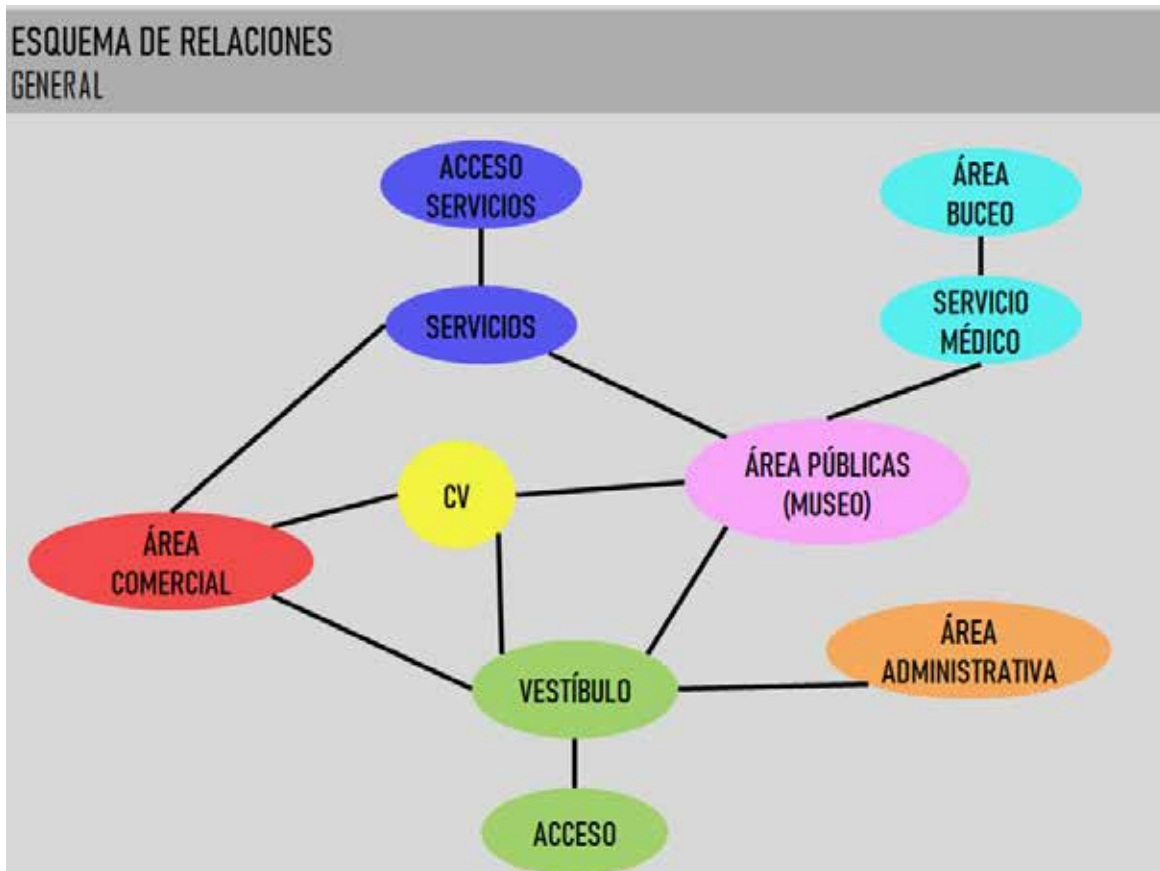 ESQUEMA DE RELACIONES
GENERAL
ACCESO
SERVICIOS
ÁREA
BUCEO
SERVICIOS
SERVICIO
MÉDICO
CV
ÁREA PÚBLICAS
(MUSEO)
ÁREA
COMERCIAL
ÁREA
ADMINISTRATIVA
VESTÍBULO
ACCESO